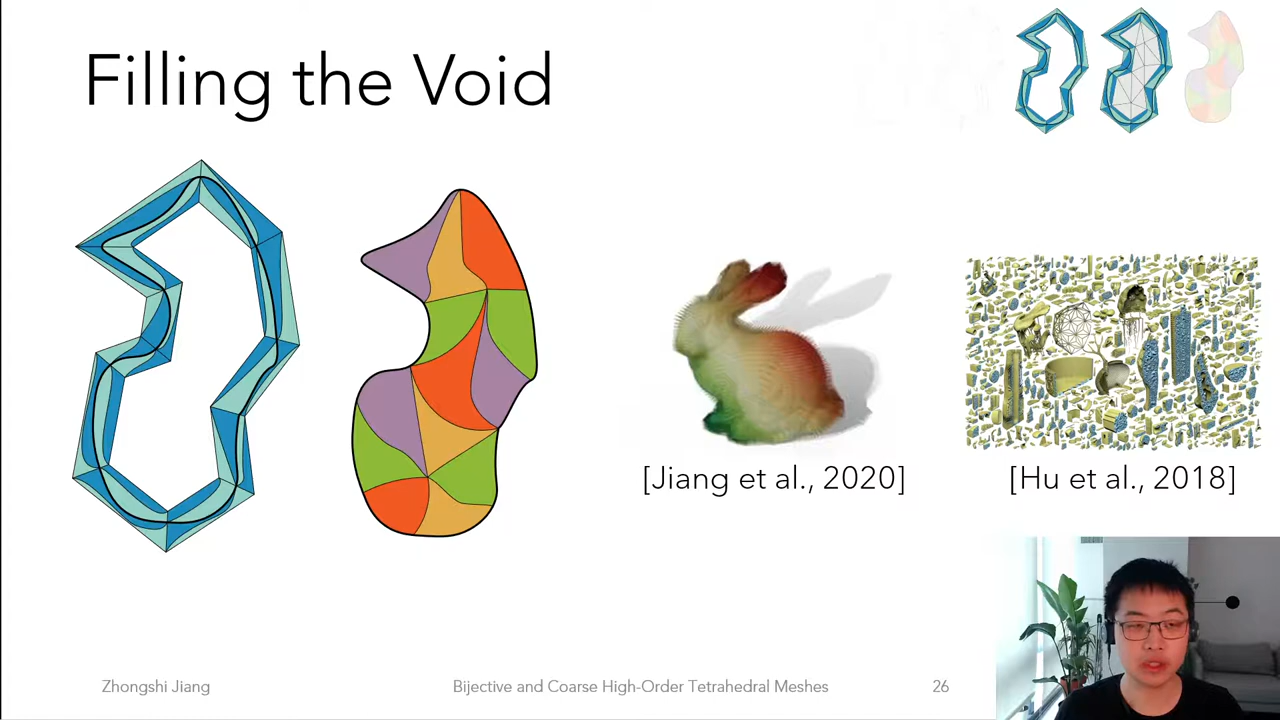 Filling the Void
[Jiang et al., 2020]
[Hu et al., 2018]
Zhongshi Jiang
Bijective and Coarse High-Order Tetrahedral Meshes
26